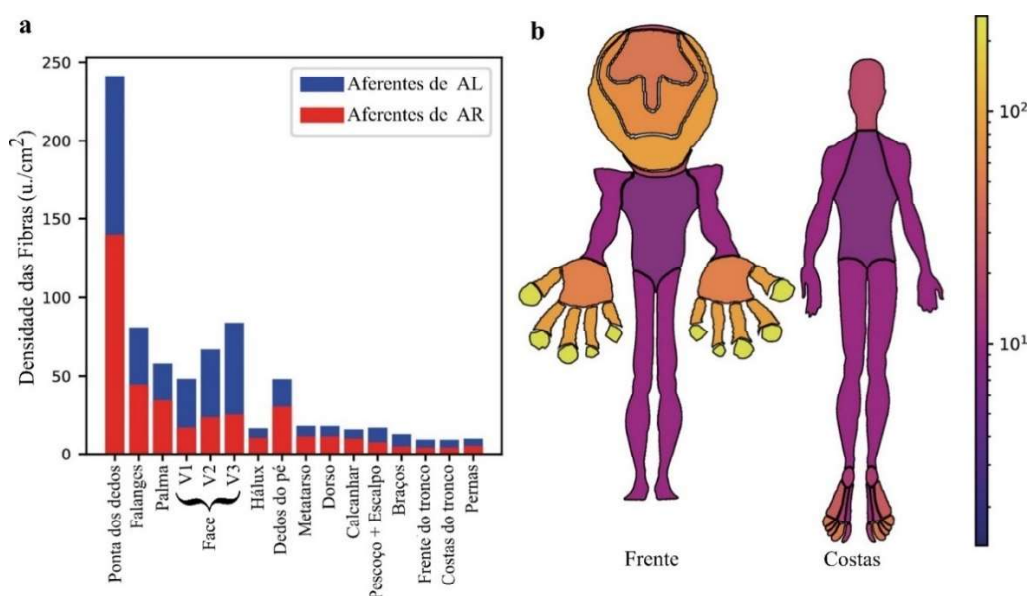 a
250
200
150
100
50
0
Densidade das Fibras (u./cm²)
Aferentes de AL
Aferentes de AR
Ponta dos dedos
Falanges
Palma
V1
V2
V3
Face
Hálux
Dedos do pé
Metatarso
Dorso
Calcanhar
Pescoço + Escalpo
Braços
Frente do tronco
Costas do tronco
Pernas
b
Frente
Costas
10²
10¹